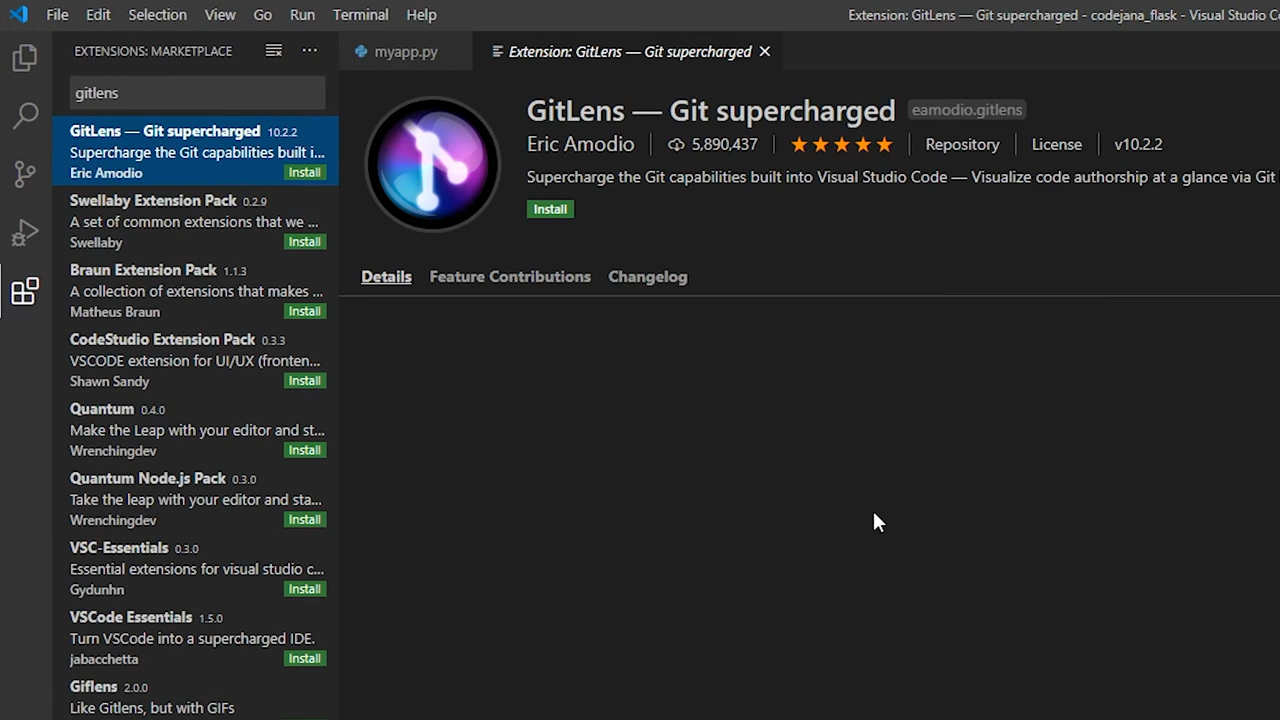 File Edit Selection View Go Run Terminal Help
Extension: GitLens — Git supercharged - codejana_flask - Visual Studio Co
EXTENSIONS: MARKETPLACE
gitlens
GitLens — Git supercharged 10.2.2
Supercharge the Git capabilities built i...
Eric Amodio Install
Swellaby Extension Pack 0.2.9
A set of common extensions that we ...
Swellaby Install
Braun Extension Pack 1.1.3
A collection of extensions that makes ...
Matheus Braun Install
CodeStudio Extension Pack 0.3.3
VSCODE extension for UI/UX (fronten...
Shawn Sandy Install
Quantum 0.4.0
Make the Leap with your editor and st...
Wrenchingdev Install
Quantum Node.js Pack 0.3.0
Take the leap with your editor and sta...
Wrenchingdev Install
VSC-Essentials 0.3.0
Essential extensions for visual studio c...
Gydunhn Install
VSCode Essentials 1.5.0
Turn VSCode into a supercharged IDE.
jabacchetta Install
Giflens 2.0.0
Like Gitlens, but with GIFs
myapp.py
Extension: GitLens — Git supercharged
GitLens — Git supercharged eamodio.gitlens
Eric Amodio 5,890,437 Repository License v10.2.2
Supercharge the Git capabilities built into Visual Studio Code — Visualize code authorship at a glance via Git
Install
Details Feature Contributions Changelog